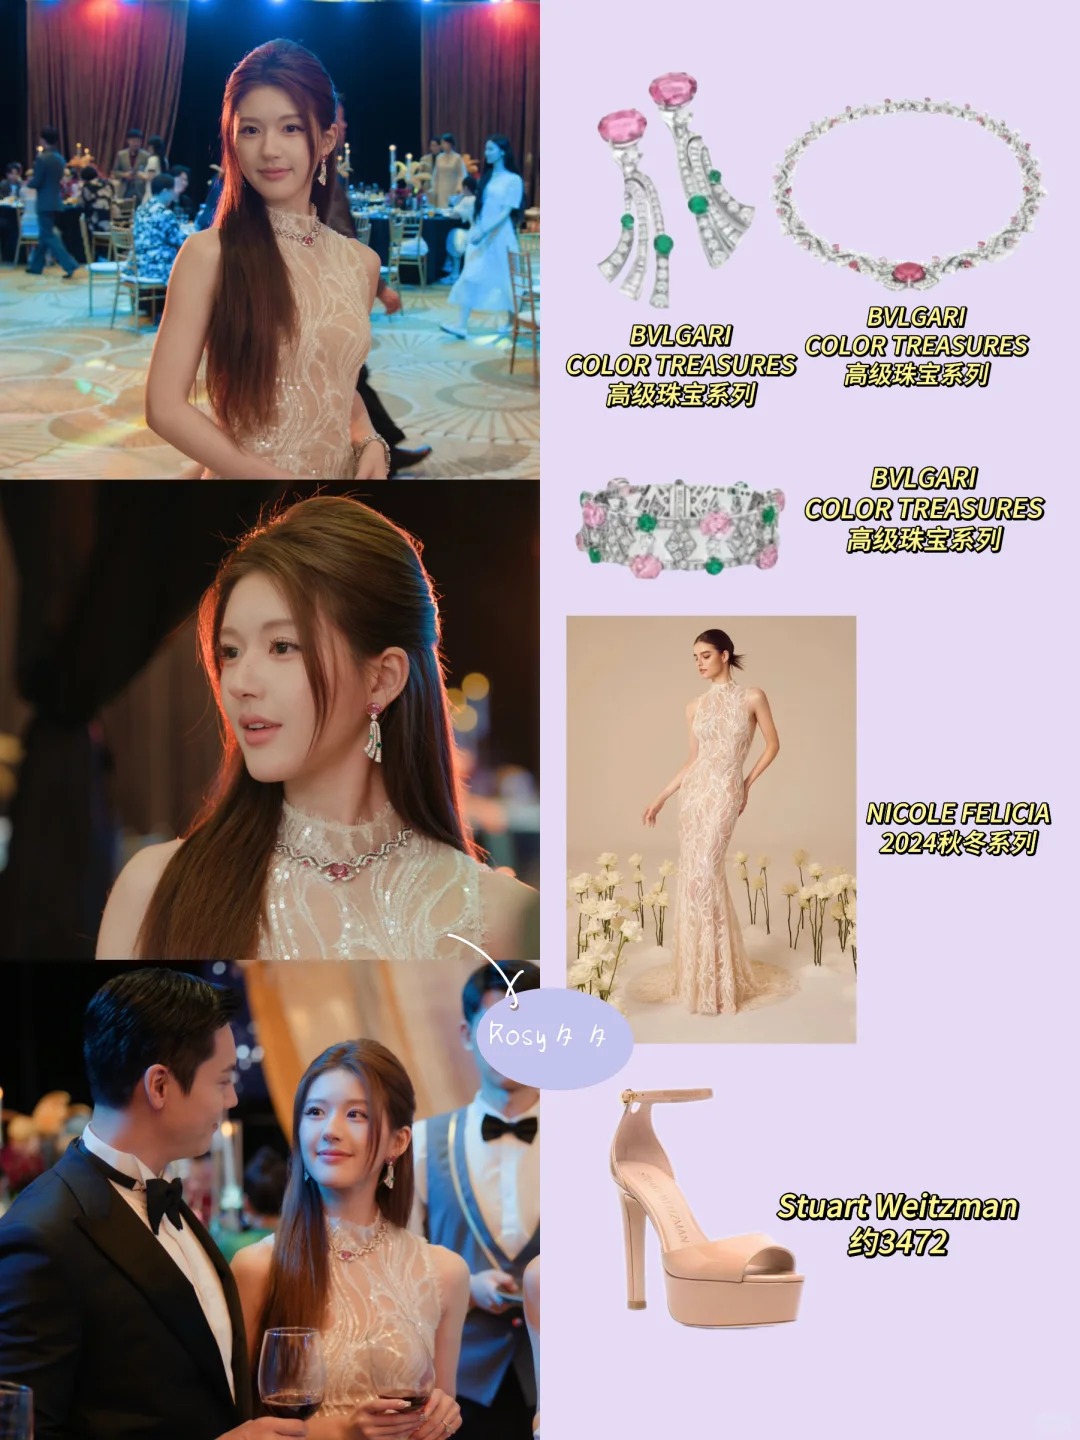 BVLGARI
COLOR TREASURES
高级珠宝系列
BVLGARI
COLOR TREASURES
高级珠宝系列
BVLGARI
COLOR TREASURES
高级珠宝系列
NICOLE FELICIA
2024秋冬系列
Rosy夕夕
STUART WEITZMAN
Stuart Weitzman
约3472